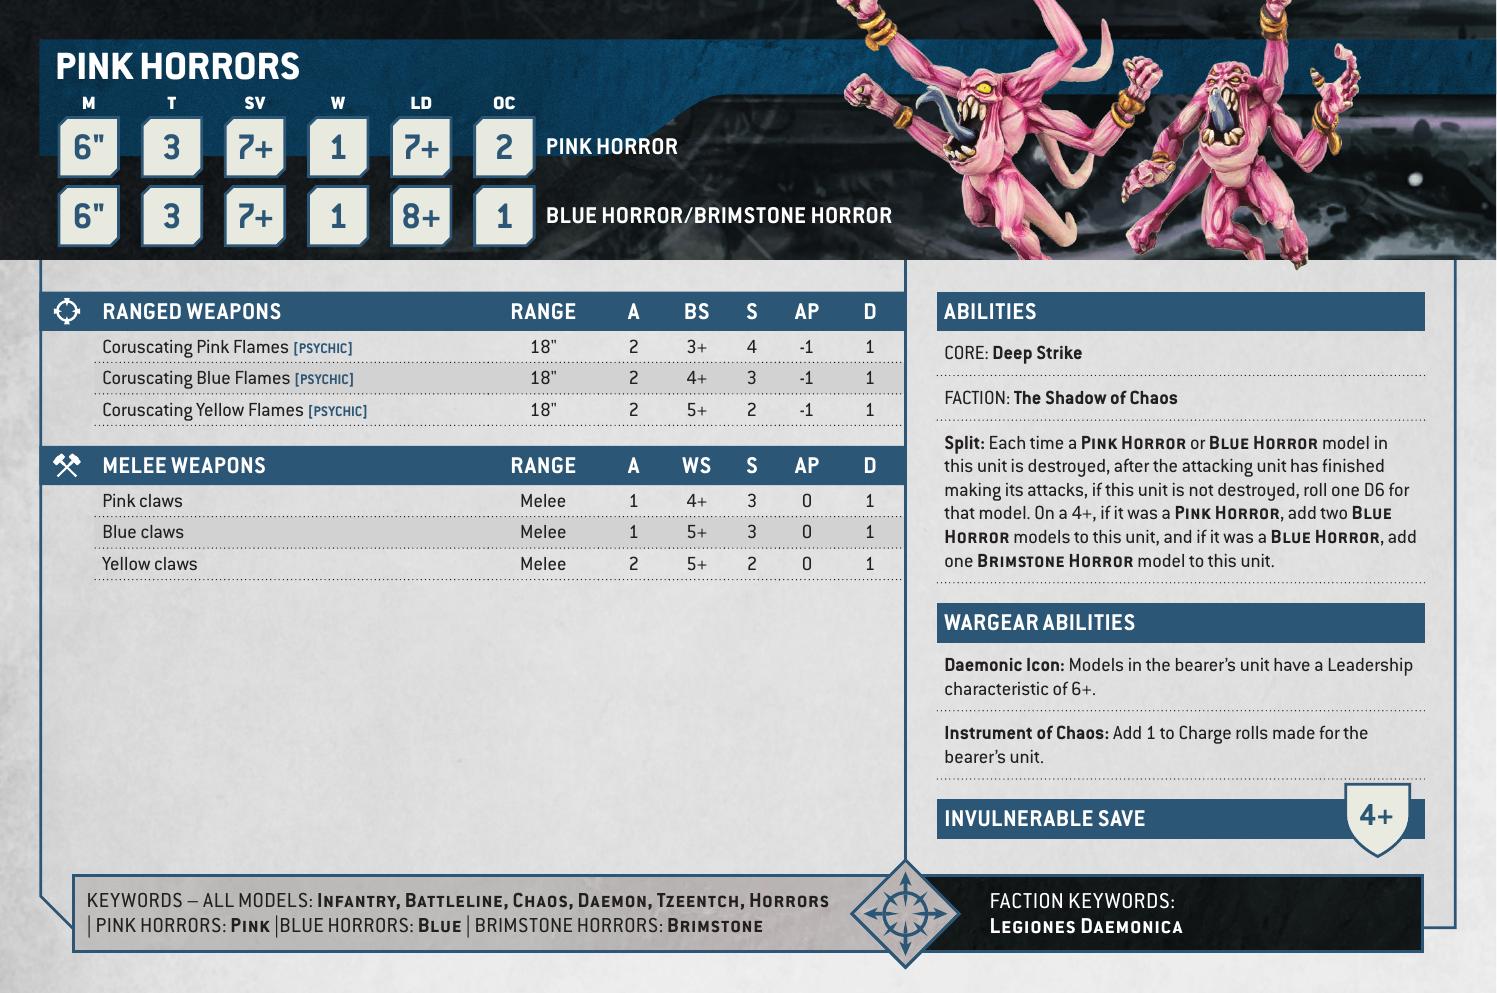 PINK HORRORS
M T SV W LD OC
6" 3 7+ 1 7+ 2 PINK HORROR
6" 3 7+ 1 8+ 1 BLUE HORROR/BRIMSTONE HORROR
RANGED WEAPONS RANGE A BS S AP D
Coruscating Pink Flames [PSYCHIC] 18" 2 3+ 4 -1 1
Coruscating Blue Flames [PSYCHIC] 18" 2 4+ 3 -1 1
Coruscating Yellow Flames [PSYCHIC] 18" 2 5+ 2 -1 1
MELEE WEAPONS RANGE A WS S AP D
Pink claws Melee 1 4+ 3 0 1
Blue claws Melee 1 5+ 3 0 1
Yellow claws Melee 2 5+ 2 0 1
ABILITIES
CORE: Deep Strike
FACTION: The Shadow of Chaos
Split: Each time a PINK HORROR or BLUE HORROR model in
this unit is destroyed, after the attacking unit has finished
making its attacks, if this unit is not destroyed, roll one D6 for
that model. On a 4+, if it was a PINK HORROR, add two BLUE
HORROR models to this unit, and if it was a BLUE HORROR, add
one BRIMSTONE HORROR model to this unit.
WARGEAR ABILITIES
Daemonic Icon: Models in the bearer's unit have a Leadership
characteristic of 6+.
Instrument of Chaos: Add 1 to Charge rolls made for the
bearer's unit.
INVULNERABLE SAVE 4+
KEYWORDS – ALL MODELS: INFANTRY, BATTLELINE, CHAOS, DAEMON, TZEENTCH, HORRORS
| PINK HORRORS: PINK |BLUE HORRORS: BLUE | BRIMSTONE HORRORS: BRIMSTONE
FACTION KEYWORDS:
LEGIONES DAEMONICA